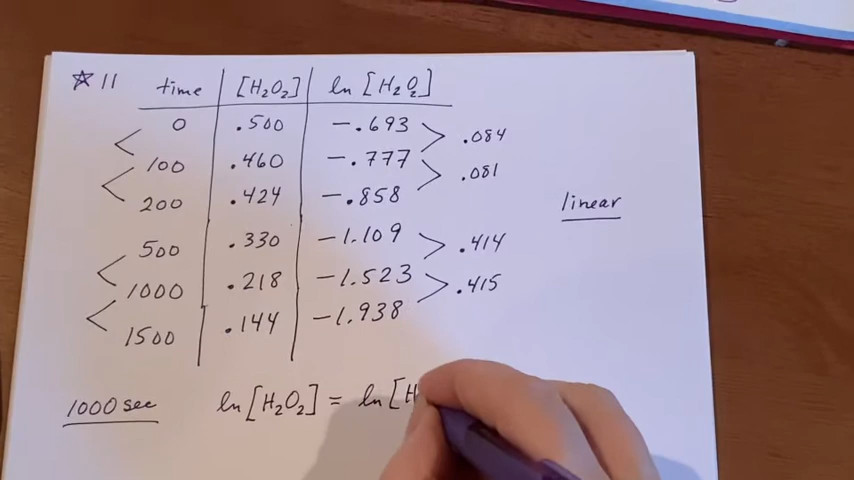 ☆ 11 time [H₂O₂] ln [H₂O₂]
0 .500 -.693
.084
100 .460 -.777
.081
200 .424 -.858
linear
500 .330 -1.109
.414
1000 .218 -1.523
.415
1500 .144 -1.938
1000 sec ln[H₂O₂] = ln[H